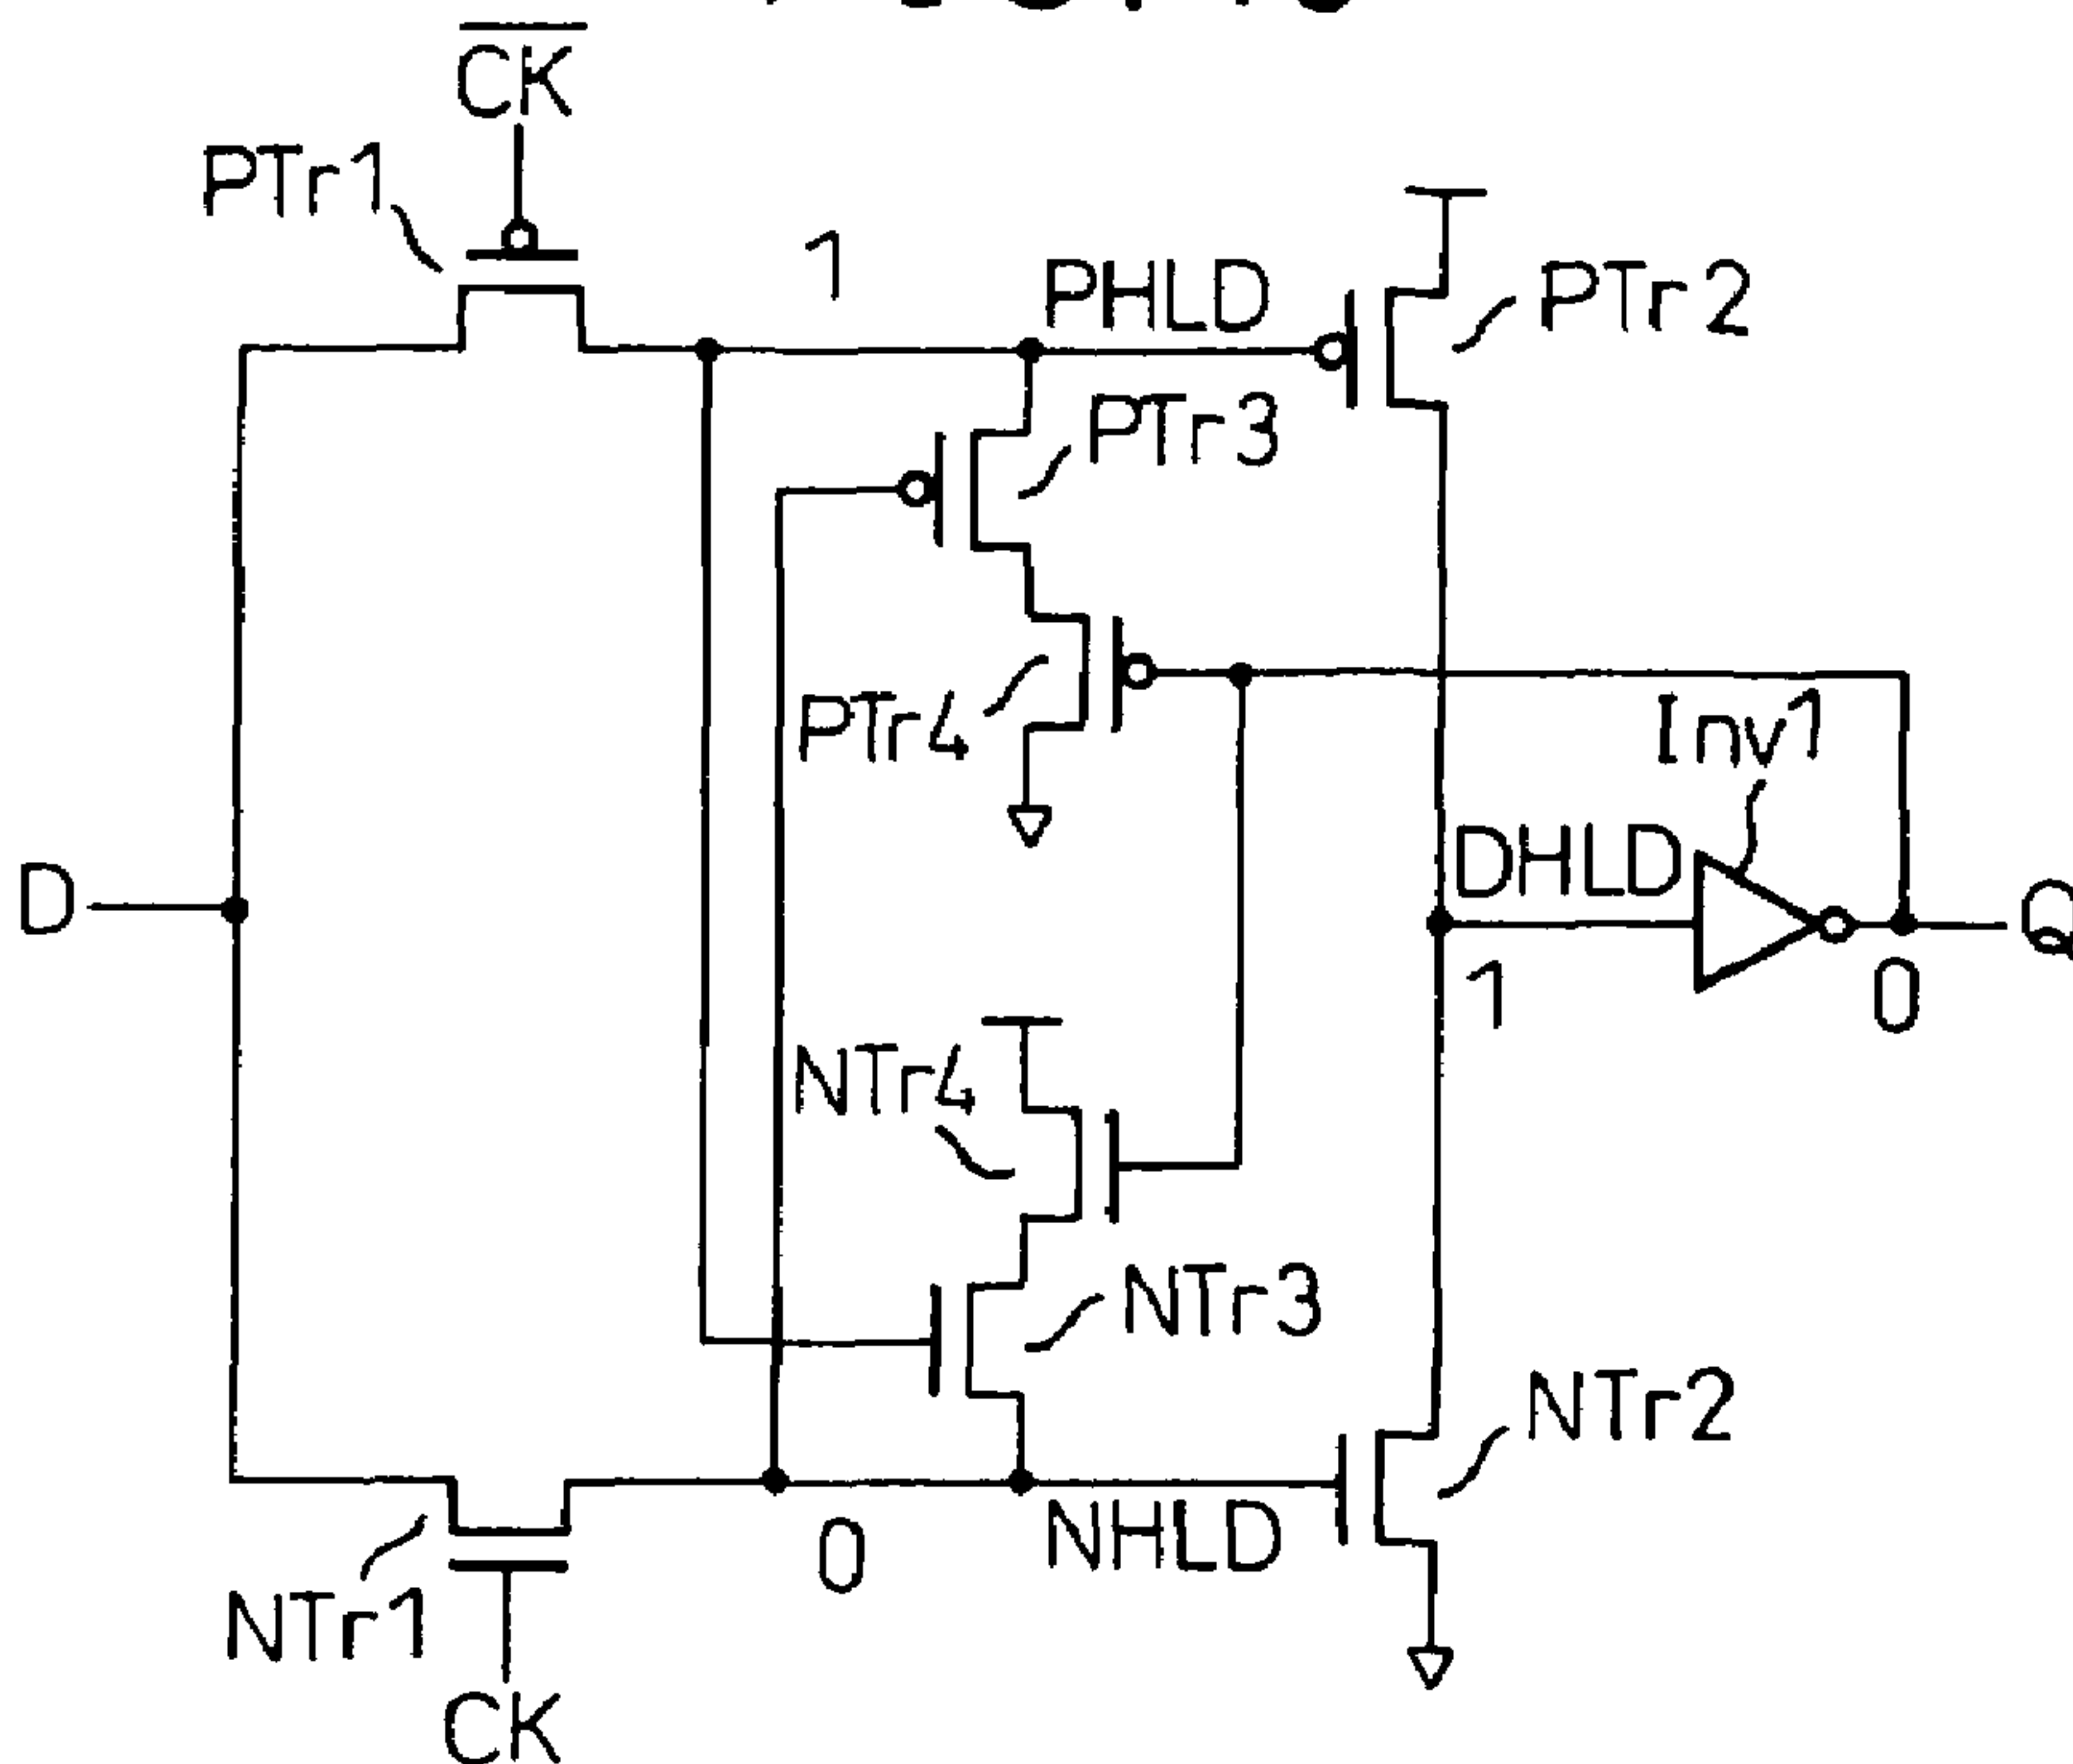 CK
PTr1
1
PHLD
PTr2
PTr3
PTr4
Inv1
D
DHLD
Q
1
0
NTr4
NTr3
NTr2
0
NHLD
NTr1
CK